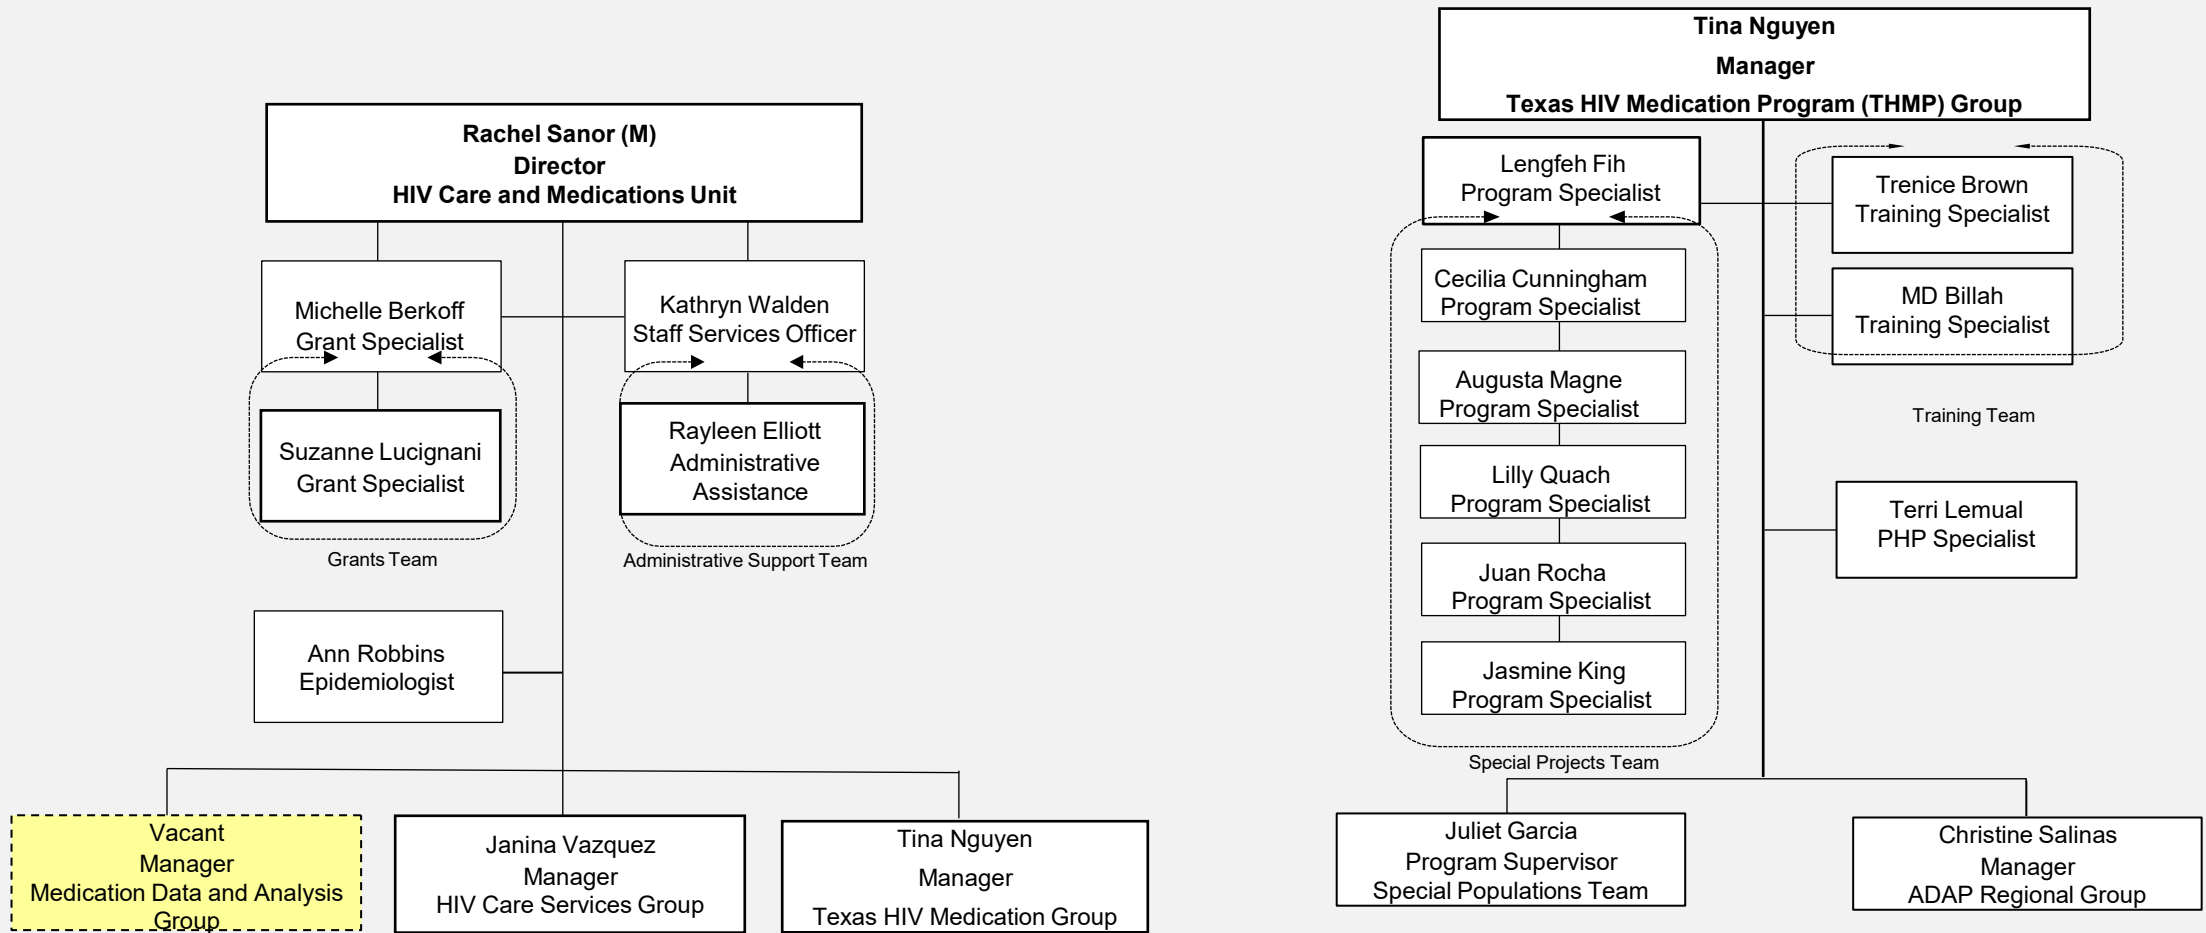 Rachel Sanor (M)
Director
HIV Care and Medications Unit
Michelle Berkoff
Grant Specialist
Kathryn Walden
Staff Services Officer
Suzanne Lucignani
Grant Specialist
Rayleen Elliott
Administrative
Assistance
Grants Team
Administrative Support Team
Ann Robbins
Epidemiologist
Vacant
Manager
Medication Data and Analysis
Group
Janina Vazquez
Manager
HIV Care Services Group
Tina Nguyen
Manager
Texas HIV Medication Group
Tina Nguyen
Manager
Texas HIV Medication Program (THMP) Group
Lengfeh Fih
Program Specialist
Cecilia Cunningham
Program Specialist
Augusta Magne
Program Specialist
Lilly Quach
Program Specialist
Juan Rocha
Program Specialist
Jasmine King
Program Specialist
Special Projects Team
Trenice Brown
Training Specialist
MD Billah
Training Specialist
Training Team
Terri Lemual
PHP Specialist
Juliet Garcia
Program Supervisor
Special Populations Team
Christine Salinas
Manager
ADAP Regional Group